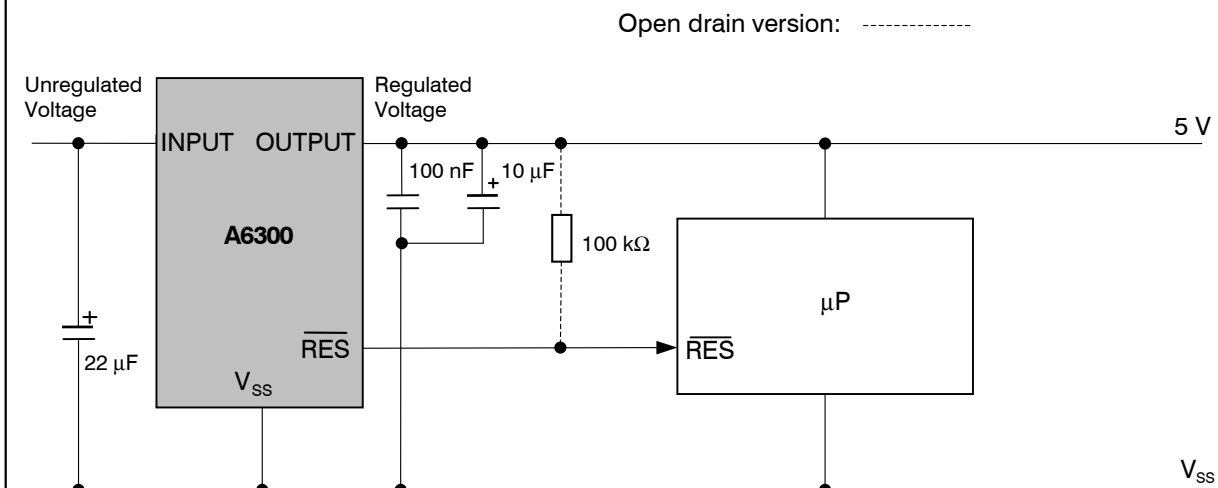 Open drain version:
Unregulated
Voltage
Regulated
Voltage
5 V
INPUT OUTPUT
100 nF
+ 10 μF
A6300
100 kΩ
μP
+
22 μF
RES
RES
VSS
VSS